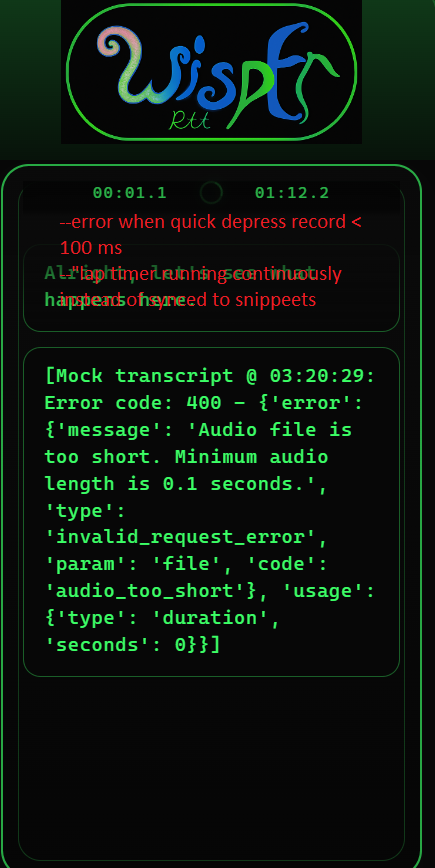 WisPEr
Rtt
00:01.1 01:12.2
--error when quick depress record <
100 ms
--"lap timer running continuously
instead of synced to snippeets
Alright, let's see what
happens here.
[Mock transcript @ 03:20:29:
Error code: 400 - {'error':
{'message': 'Audio file is
too short. Minimum audio
length is 0.1 seconds.',
'type':
'invalid_request_error',
'param': 'file', 'code':
'audio_too_short'}, 'usage':
{'type': 'duration',
'seconds': 0}}]